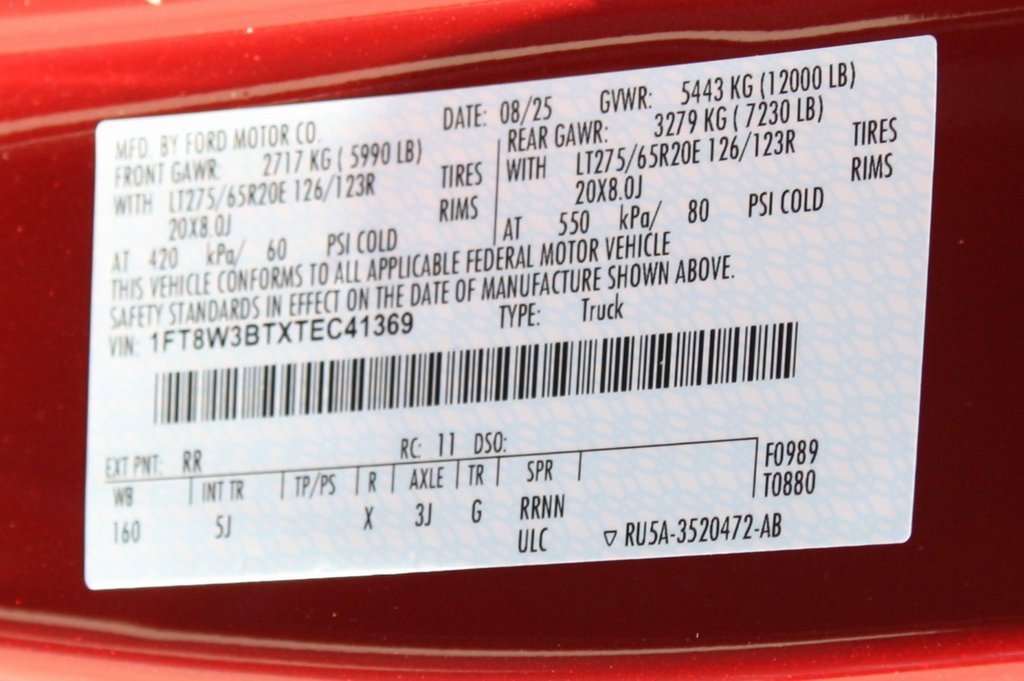 MFD. BY FORD MOTOR CO. DATE: 08/25 GVWR: 5443 KG (12000 LB)
FRONT GAWR: 2717 KG ( 5990 LB) REAR GAWR: 3279 KG ( 7230 LB)
WITH LT275/65R20E 126/123R TIRES WITH LT275/65R20E 126/123R TIRES
20X8.0J RIMS 20X8.0J RIMS
AT 420 kPa/ 60 PSI COLD AT 550 kPa/ 80 PSI COLD
THIS VEHICLE CONFORMS TO ALL APPLICABLE FEDERAL MOTOR VEHICLE
SAFETY STANDARDS IN EFFECT ON THE DATE OF MANUFACTURE SHOWN ABOVE.
VIN: 1FT8W3BTXTEC41369 TYPE: Truck
EXT PNT: RR RC: 11 DSO:
WB INT TR TP/PS R AXLE TR SPR F0989
160 5J X 3J G RRNN T0880
ULC ▽ RU5A-3520472-AB